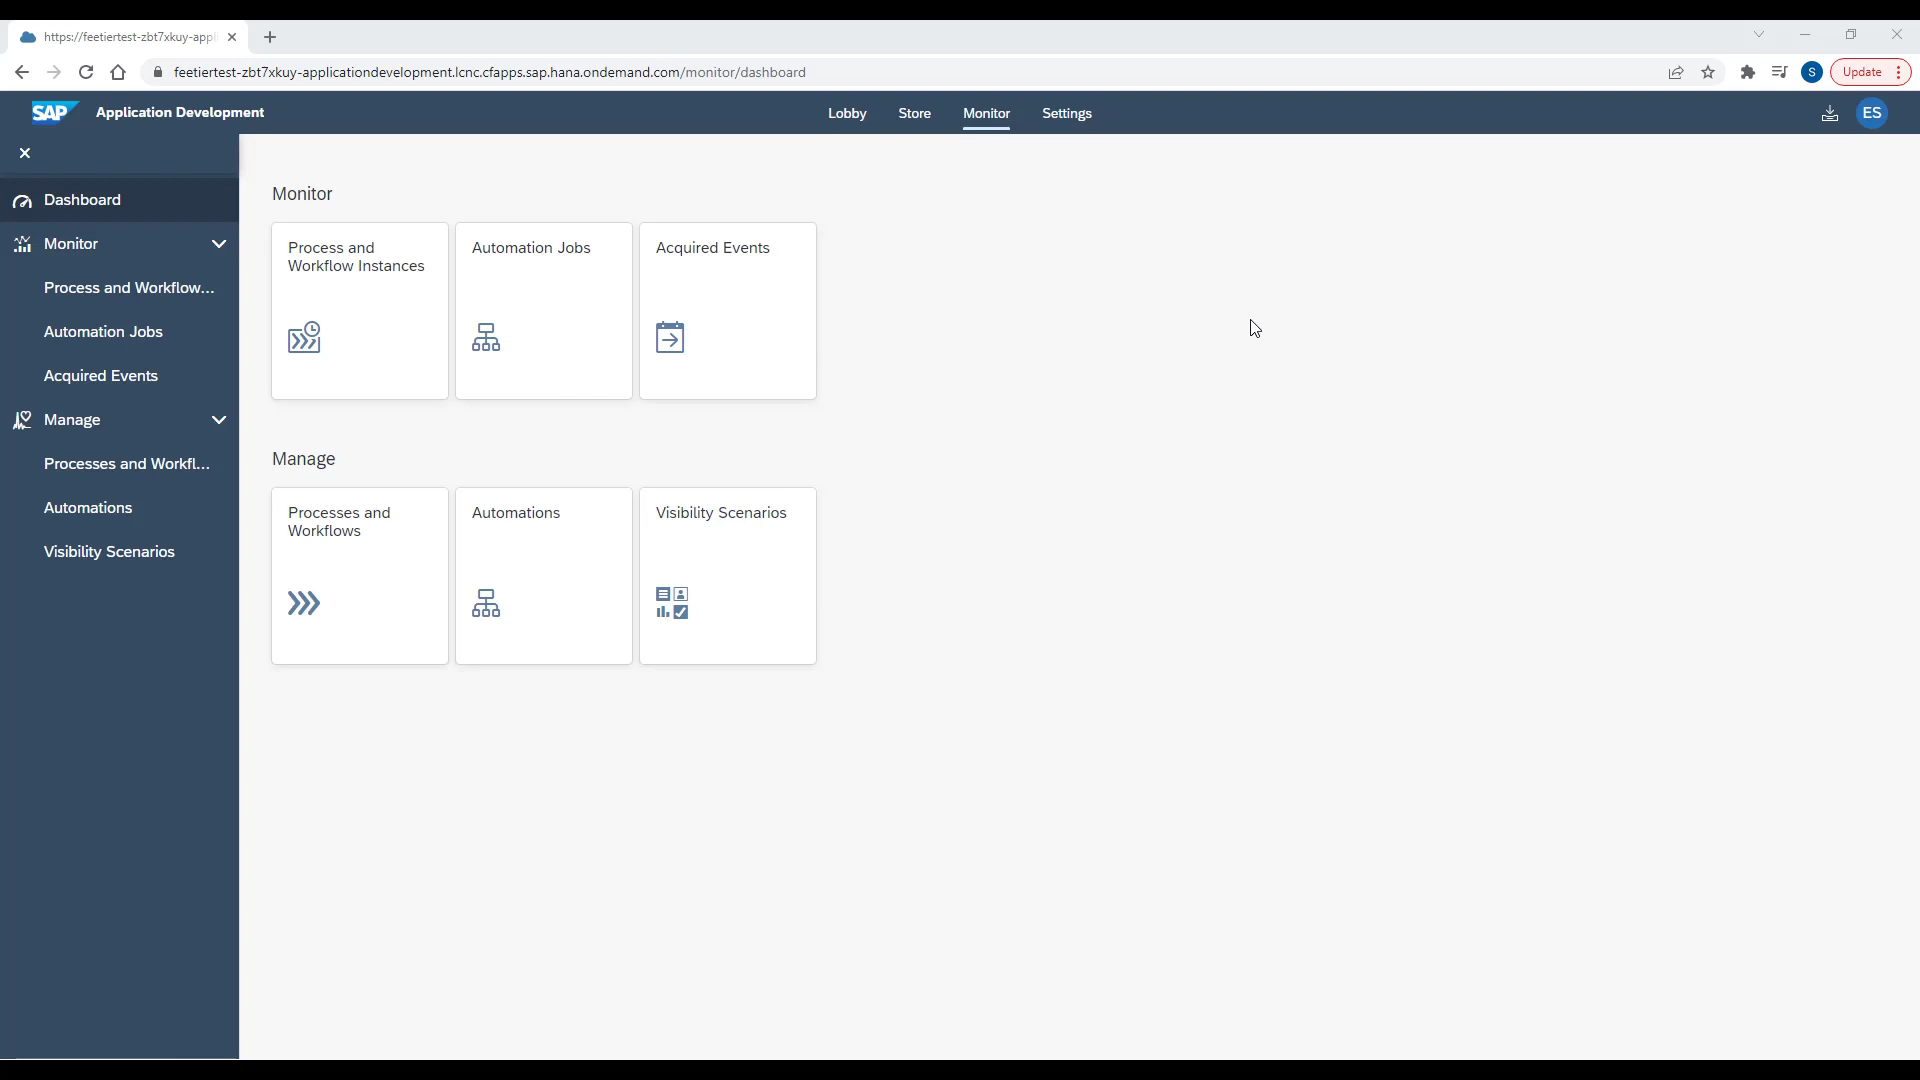 https://feetiertest-zbt7xkuy-appl
feetiertest-zbt7xkuy-applicationdevelopment.lcnc.cfapps.sap.hana.ondemand.com/monitor/dashboard
S
Update
SAP
Application Development
Lobby
Store
Monitor
Settings
ES
Dashboard
Monitor
Process and Workflow...
Automation Jobs
Acquired Events
Manage
Processes and Workfl...
Automations
Visibility Scenarios
Monitor
Process and
Workflow Instances
Automation Jobs
Acquired Events
Manage
Processes and
Workflows
Automations
Visibility Scenarios